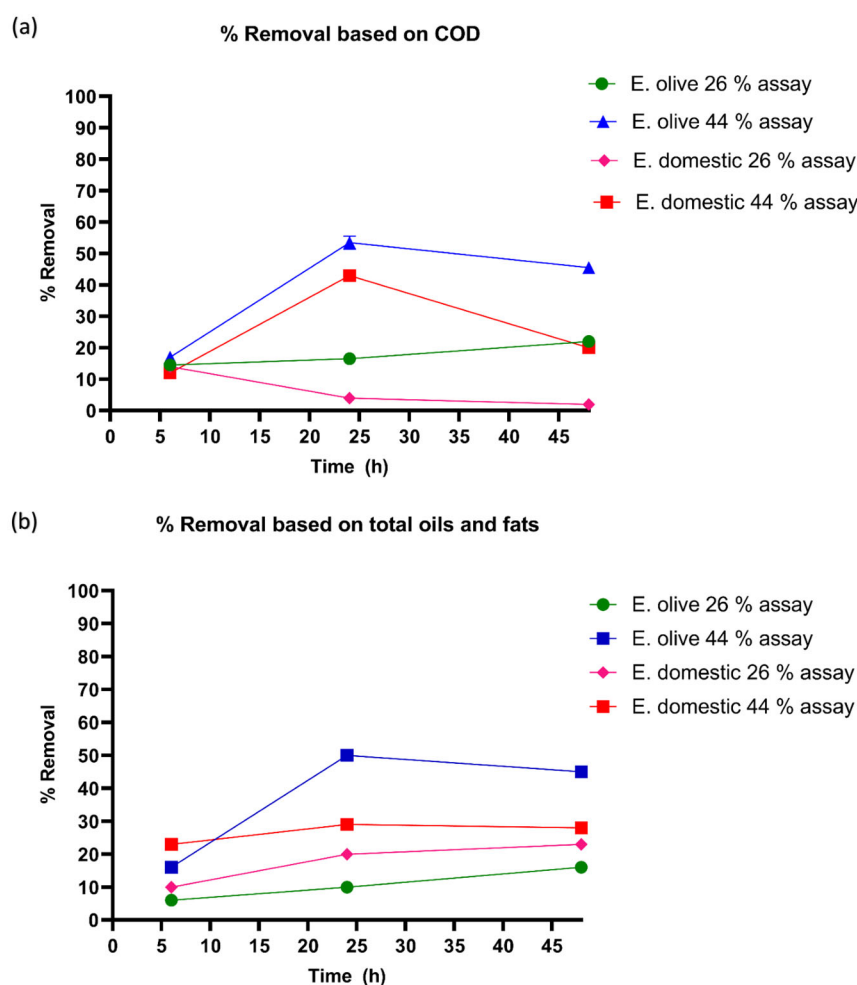 (a)
% Removal based on COD
% Removal
100
90
80
70
60
50
40
30
20
10
0
0 5 10 15 20 25 30 35 40 45
Time (h)
E. olive 26 % assay
E. olive 44 % assay
E. domestic 26 % assay
E. domestic 44 % assay
(b)
% Removal based on total oils and fats
% Removal
100
90
80
70
60
50
40
30
20
10
0
0 5 10 15 20 25 30 35 40 45
Time (h)
E. olive 26 % assay
E. olive 44 % assay
E. domestic 26 % assay
E. domestic 44 % assay